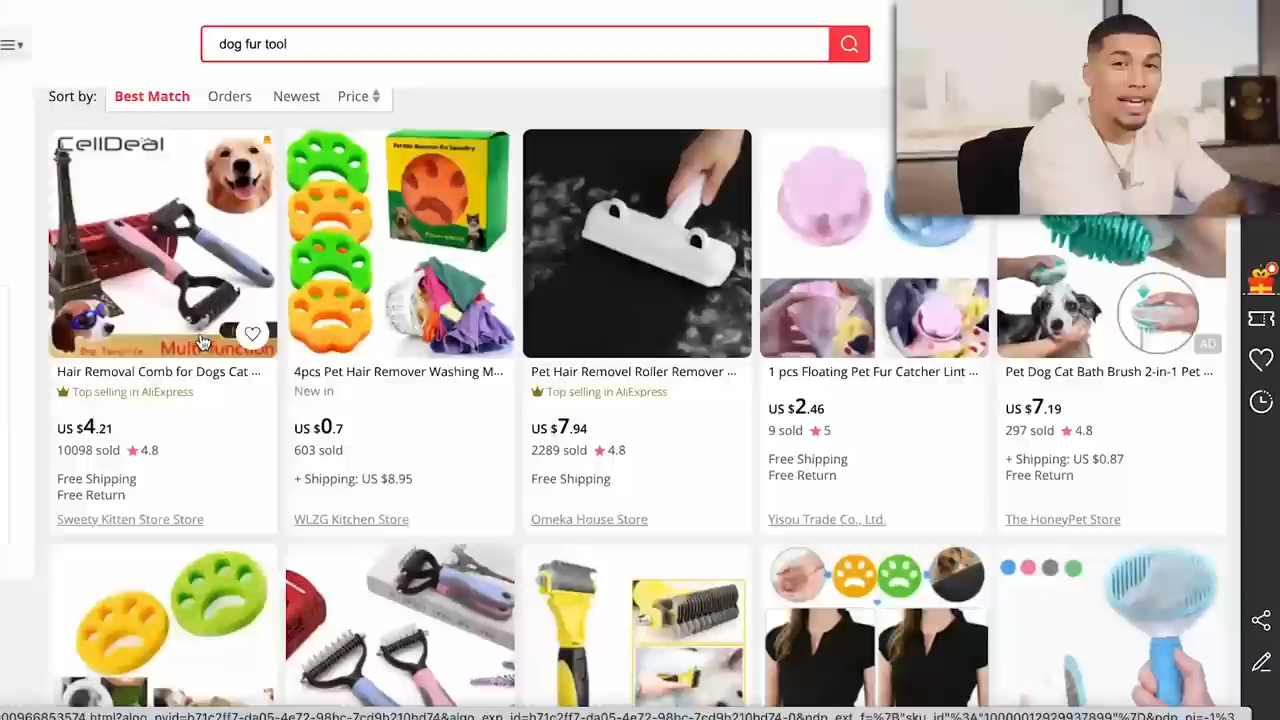 dog fur tool
Sort by:
Best Match
Orders
Newest
Price
CellDeal
Multi-function
Hair Removal Comb for Dogs Cat ...
Top selling in AliExpress
US $4.21
10098 sold ★ 4.8
Free Shipping
Free Return
Sweety Kitten Store Store
4pcs Pet Hair Remover Washing M...
New in
US $0.7
603 sold
+ Shipping: US $8.95
WLZG Kitchen Store
Pet Hair Removel Roller Remover ...
Top selling in AliExpress
US $7.94
2289 sold ★ 4.8
Free Shipping
Omeka House Store
1 pcs Floating Pet Fur Catcher Lint ...
US $2.46
9 sold ★ 5
Free Shipping
Free Return
Yisou Trade Co., Ltd.
AD
Pet Dog Cat Bath Brush 2-in-1 Pet ...
US $7.19
297 sold ★ 4.8
+ Shipping: US $0.87
Free Return
The HoneyPet Store